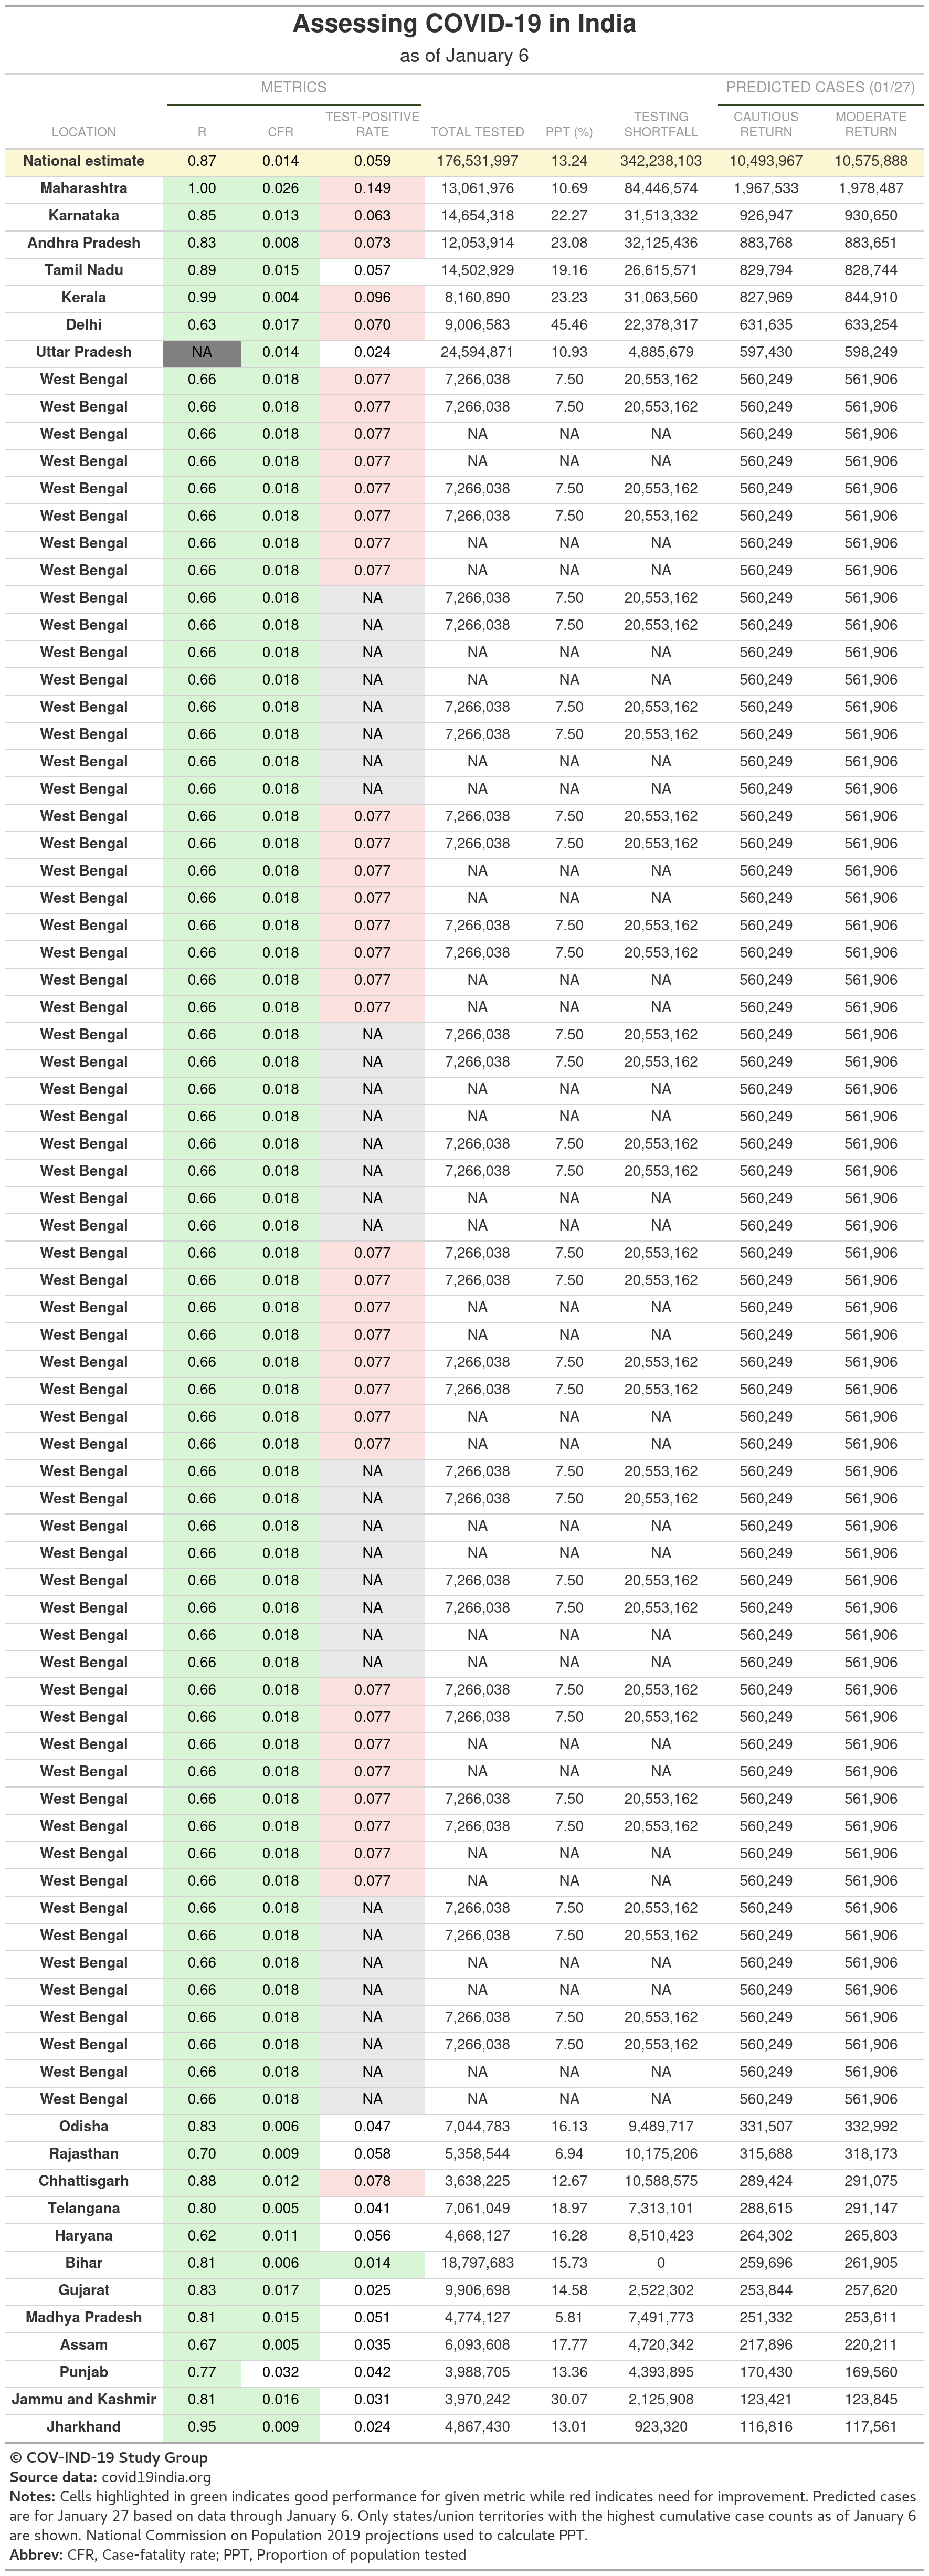 Assessing COVID-19 in India
as of January 6
METRICS PREDICTED CASES (01/27)
LOCATION R CFR TEST-POSITIVE RATE TOTAL TESTED PPT (%) TESTING SHORTFALL CAUTIOUS RETURN MODERATE RETURN
National estimate 0.87 0.014 0.059 176,531,997 13.24 342,238,103 10,493,967 10,575,888
Maharashtra 1.00 0.026 0.149 13,061,976 10.69 84,446,574 1,967,533 1,978,487
Karnataka 0.85 0.013 0.063 14,654,318 22.27 31,513,332 926,947 930,650
Andhra Pradesh 0.83 0.008 0.073 12,053,914 23.08 32,125,436 883,768 883,651
Tamil Nadu 0.89 0.015 0.057 14,502,929 19.16 26,615,571 829,794 828,744
Kerala 0.99 0.004 0.096 8,160,890 23.23 31,063,560 827,969 844,910
Delhi 0.63 0.017 0.070 9,006,583 45.46 22,378,317 631,635 633,254
Uttar Pradesh NA 0.014 0.024 24,594,871 10.93 4,885,679 597,430 598,249
West Bengal 0.66 0.018 0.077 7,266,038 7.50 20,553,162 560,249 561,906
West Bengal 0.66 0.018 0.077 7,266,038 7.50 20,553,162 560,249 561,906
West Bengal 0.66 0.018 0.077 NA NA NA 560,249 561,906
West Bengal 0.66 0.018 0.077 NA NA NA 560,249 561,906
West Bengal 0.66 0.018 0.077 7,266,038 7.50 20,553,162 560,249 561,906
West Bengal 0.66 0.018 0.077 7,266,038 7.50 20,553,162 560,249 561,906
West Bengal 0.66 0.018 0.077 NA NA NA 560,249 561,906
West Bengal 0.66 0.018 0.077 NA NA NA 560,249 561,906
West Bengal 0.66 0.018 NA 7,266,038 7.50 20,553,162 560,249 561,906
West Bengal 0.66 0.018 NA 7,266,038 7.50 20,553,162 560,249 561,906
West Bengal 0.66 0.018 NA NA NA NA 560,249 561,906
West Bengal 0.66 0.018 NA NA NA NA 560,249 561,906
West Bengal 0.66 0.018 NA 7,266,038 7.50 20,553,162 560,249 561,906
West Bengal 0.66 0.018 NA 7,266,038 7.50 20,553,162 560,249 561,906
West Bengal 0.66 0.018 NA NA NA NA 560,249 561,906
West Bengal 0.66 0.018 NA NA NA NA 560,249 561,906
West Bengal 0.66 0.018 0.077 7,266,038 7.50 20,553,162 560,249 561,906
West Bengal 0.66 0.018 0.077 7,266,038 7.50 20,553,162 560,249 561,906
West Bengal 0.66 0.018 0.077 NA NA NA 560,249 561,906
West Bengal 0.66 0.018 0.077 NA NA NA 560,249 561,906
West Bengal 0.66 0.018 0.077 7,266,038 7.50 20,553,162 560,249 561,906
West Bengal 0.66 0.018 0.077 7,266,038 7.50 20,553,162 560,249 561,906
West Bengal 0.66 0.018 0.077 NA NA NA 560,249 561,906
West Bengal 0.66 0.018 0.077 NA NA NA 560,249 561,906
West Bengal 0.66 0.018 NA 7,266,038 7.50 20,553,162 560,249 561,906
West Bengal 0.66 0.018 NA 7,266,038 7.50 20,553,162 560,249 561,906
West Bengal 0.66 0.018 NA NA NA NA 560,249 561,906
West Bengal 0.66 0.018 NA NA NA NA 560,249 561,906
West Bengal 0.66 0.018 NA 7,266,038 7.50 20,553,162 560,249 561,906
West Bengal 0.66 0.018 NA 7,266,038 7.50 20,553,162 560,249 561,906
West Bengal 0.66 0.018 NA NA NA NA 560,249 561,906
West Bengal 0.66 0.018 NA NA NA NA 560,249 561,906
West Bengal 0.66 0.018 0.077 7,266,038 7.50 20,553,162 560,249 561,906
West Bengal 0.66 0.018 0.077 7,266,038 7.50 20,553,162 560,249 561,906
West Bengal 0.66 0.018 0.077 NA NA NA 560,249 561,906
West Bengal 0.66 0.018 0.077 NA NA NA 560,249 561,906
West Bengal 0.66 0.018 0.077 7,266,038 7.50 20,553,162 560,249 561,906
West Bengal 0.66 0.018 0.077 7,266,038 7.50 20,553,162 560,249 561,906
West Bengal 0.66 0.018 0.077 NA NA NA 560,249 561,906
West Bengal 0.66 0.018 0.077 NA NA NA 560,249 561,906
West Bengal 0.66 0.018 NA 7,266,038 7.50 20,553,162 560,249 561,906
West Bengal 0.66 0.018 NA 7,266,038 7.50 20,553,162 560,249 561,906
West Bengal 0.66 0.018 NA NA NA NA 560,249 561,906
West Bengal 0.66 0.018 NA NA NA NA 560,249 561,906
West Bengal 0.66 0.018 NA 7,266,038 7.50 20,553,162 560,249 561,906
West Bengal 0.66 0.018 NA 7,266,038 7.50 20,553,162 560,249 561,906
West Bengal 0.66 0.018 NA NA NA NA 560,249 561,906
West Bengal 0.66 0.018 NA NA NA NA 560,249 561,906
West Bengal 0.66 0.018 0.077 7,266,038 7.50 20,553,162 560,249 561,906
West Bengal 0.66 0.018 0.077 7,266,038 7.50 20,553,162 560,249 561,906
West Bengal 0.66 0.018 0.077 NA NA NA 560,249 561,906
West Bengal 0.66 0.018 0.077 NA NA NA 560,249 561,906
West Bengal 0.66 0.018 0.077 7,266,038 7.50 20,553,162 560,249 561,906
West Bengal 0.66 0.018 0.077 7,266,038 7.50 20,553,162 560,249 561,906
West Bengal 0.66 0.018 0.077 NA NA NA 560,249 561,906
West Bengal 0.66 0.018 0.077 NA NA NA 560,249 561,906
West Bengal 0.66 0.018 NA 7,266,038 7.50 20,553,162 560,249 561,906
West Bengal 0.66 0.018 NA 7,266,038 7.50 20,553,162 560,249 561,906
West Bengal 0.66 0.018 NA NA NA NA 560,249 561,906
West Bengal 0.66 0.018 NA NA NA NA 560,249 561,906
West Bengal 0.66 0.018 NA 7,266,038 7.50 20,553,162 560,249 561,906
West Bengal 0.66 0.018 NA 7,266,038 7.50 20,553,162 560,249 561,906
West Bengal 0.66 0.018 NA NA NA NA 560,249 561,906
West Bengal 0.66 0.018 NA NA NA NA 560,249 561,906
Odisha 0.83 0.006 0.047 7,044,783 16.13 9,489,717 331,507 332,992
Rajasthan 0.70 0.009 0.058 5,358,544 6.94 10,175,206 315,688 318,173
Chhattisgarh 0.88 0.012 0.078 3,638,225 12.67 10,588,575 289,424 291,075
Telangana 0.80 0.005 0.041 7,061,049 18.97 7,313,101 288,615 291,147
Haryana 0.62 0.011 0.056 4,668,127 16.28 8,510,423 264,302 265,803
Bihar 0.81 0.006 0.014 18,797,683 15.73 0 259,696 261,905
Gujarat 0.83 0.017 0.025 9,906,698 14.58 2,522,302 253,844 257,620
Madhya Pradesh 0.81 0.015 0.051 4,774,127 5.81 7,491,773 251,332 253,611
Assam 0.67 0.005 0.035 6,093,608 17.77 4,720,342 217,896 220,211
Punjab 0.77 0.032 0.042 3,988,705 13.36 4,393,895 170,430 169,560
Jammu and Kashmir 0.81 0.016 0.031 3,970,242 30.07 2,125,908 123,421 123,845
Jharkhand 0.95 0.009 0.024 4,867,430 13.01 923,320 116,816 117,561
© COV-IND-19 Study Group
Source data: covid19india.org
Notes: Cells highlighted in green indicates good performance for given metric while red indicates need for improvement. Predicted cases
are for January 27 based on data through January 6. Only states/union territories with the highest cumulative case counts as of January 6
are shown. National Commission on Population 2019 projections used to calculate PPT.
Abbrev: CFR, Case-fatality rate; PPT, Proportion of population tested